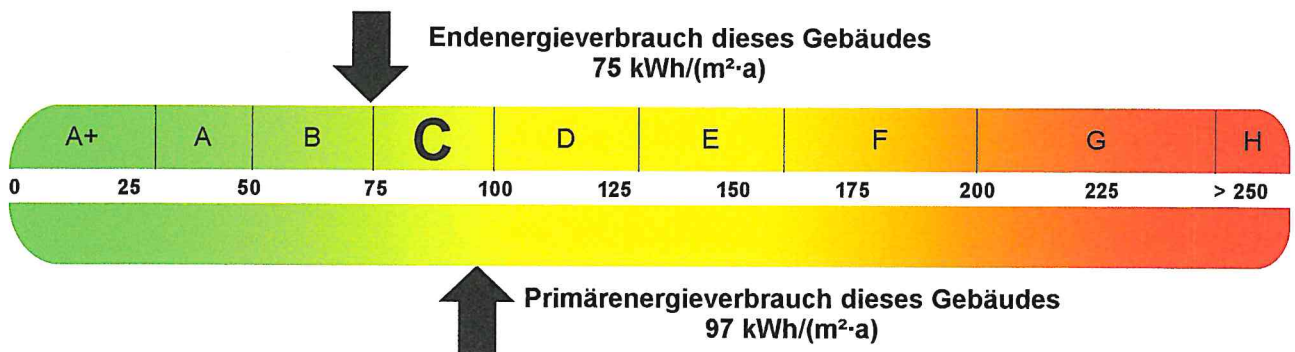 Endenergieverbrauch dieses Gebäudes
75 kWh/(m²·a)
A+ A B C D E F G H
0 25 50 75 100 125 150 175 200 225 > 250
Primärenergieverbrauch dieses Gebäudes
97 kWh/(m²·a)